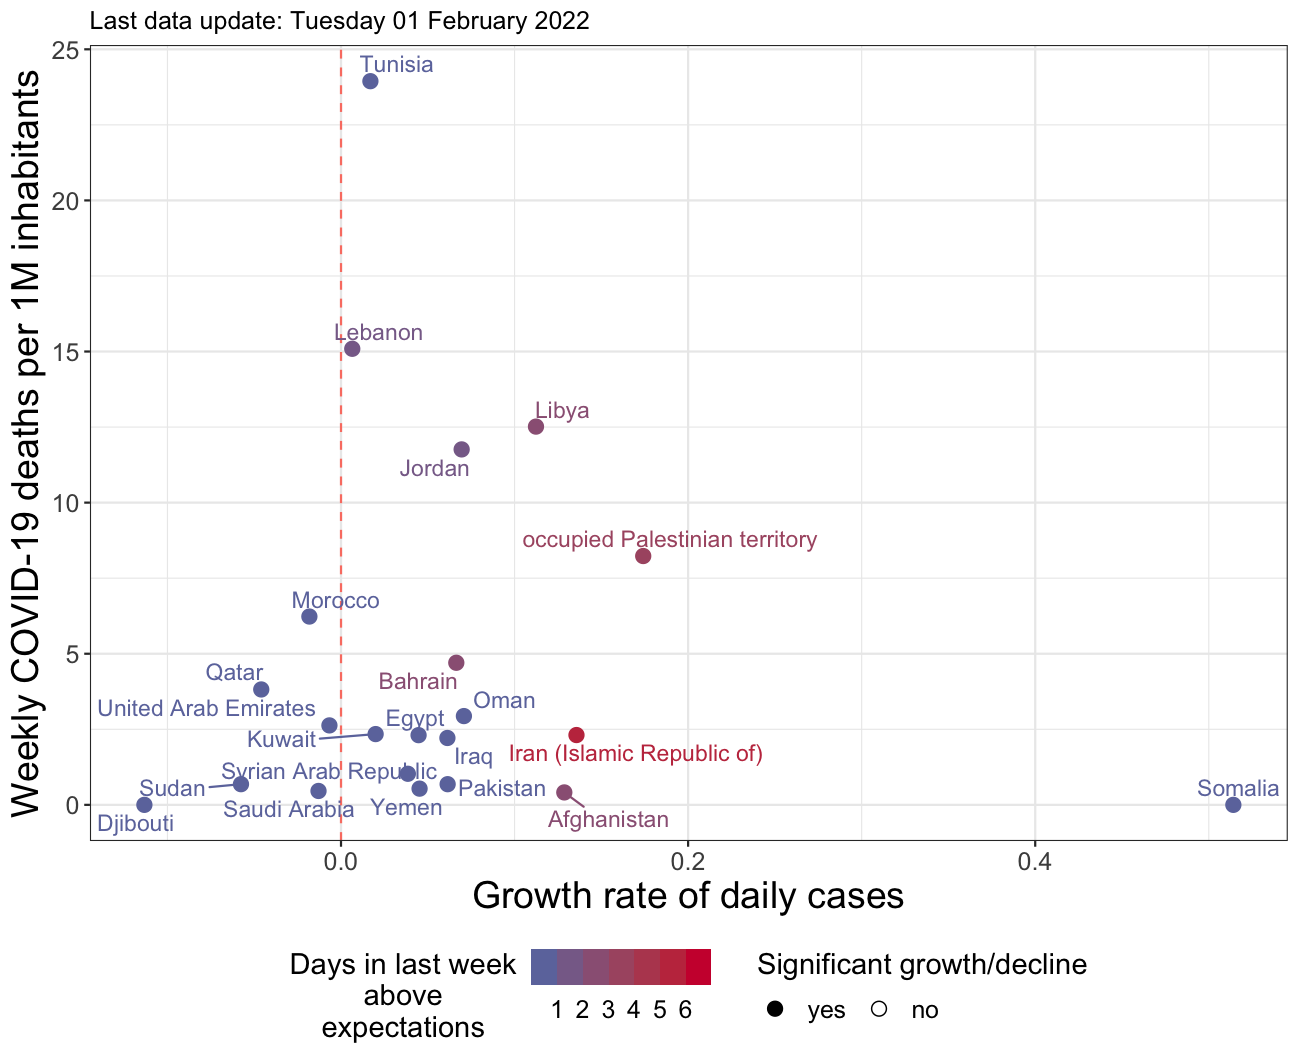 Last data update: Tuesday 01 February 2022
Weekly COVID-19 deaths per 1M inhabitants
25
20
15
10
5
0
Tunisia
Lebanon
Libya
Jordan
occupied Palestinian territory
Morocco
Qatar
Bahrain
United Arab Emirates
Oman
Egypt
Kuwait
Iraq
Iran (Islamic Republic of)
Syrian Arab Republic
Sudan
Pakistan
Somalia
Saudi Arabia
Yemen
Djibouti
Afghanistan
0.0 0.2 0.4
Growth rate of daily cases
Days in last week
above
expectations
1 2 3 4 5 6
Significant growth/decline
yes no